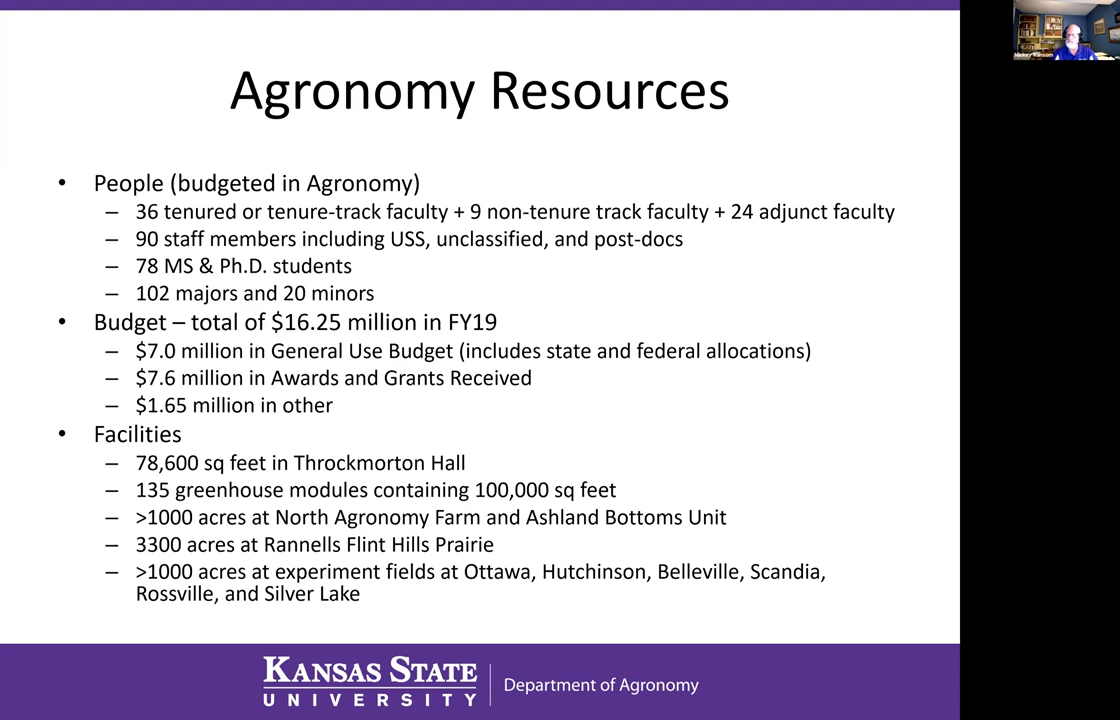 Agronomy Resources
• People (budgeted in Agronomy)
– 36 tenured or tenure-track faculty + 9 non-tenure track faculty + 24 adjunct faculty
– 90 staff members including USS, unclassified, and post-docs
– 78 MS & Ph.D. students
– 102 majors and 20 minors
• Budget – total of $16.25 million in FY19
– $7.0 million in General Use Budget (includes state and federal allocations)
– $7.6 million in Awards and Grants Received
– $1.65 million in other
• Facilities
– 78,600 sq feet in Throckmorton Hall
– 135 greenhouse modules containing 100,000 sq feet
– >1000 acres at North Agronomy Farm and Ashland Bottoms Unit
– 3300 acres at Rannells Flint Hills Prairie
– >1000 acres at experiment fields at Ottawa, Hutchinson, Belleville, Scandia,
Rossville, and Silver Lake
KANSAS STATE
UNIVERSITY
Department of Agronomy
Mickey Ransom